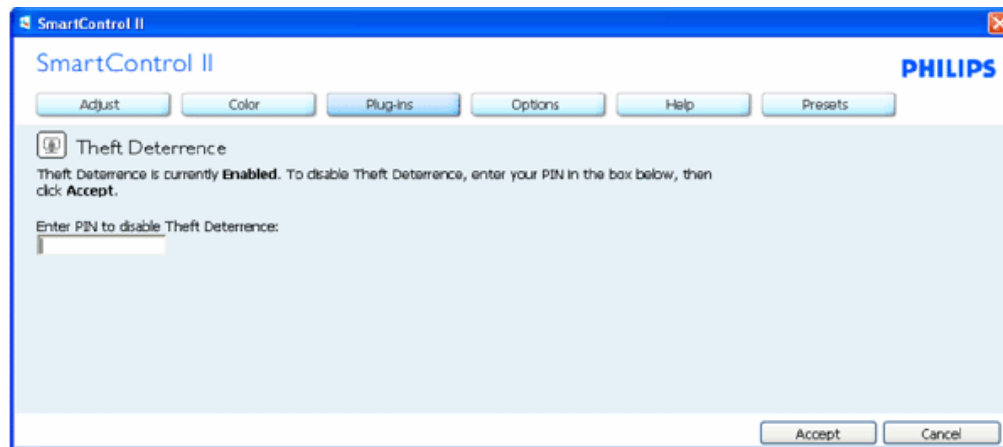 SmartControl II
SmartControl II
PHILIPS
Adjust Color Plug-ins Options Help Presets
Theft Deterrence
Theft Deterrence is currently Enabled. To disable Theft Deterrence, enter your PIN in the box below, then
click Accept.
Enter PIN to disable Theft Deterrence:
Accept Cancel